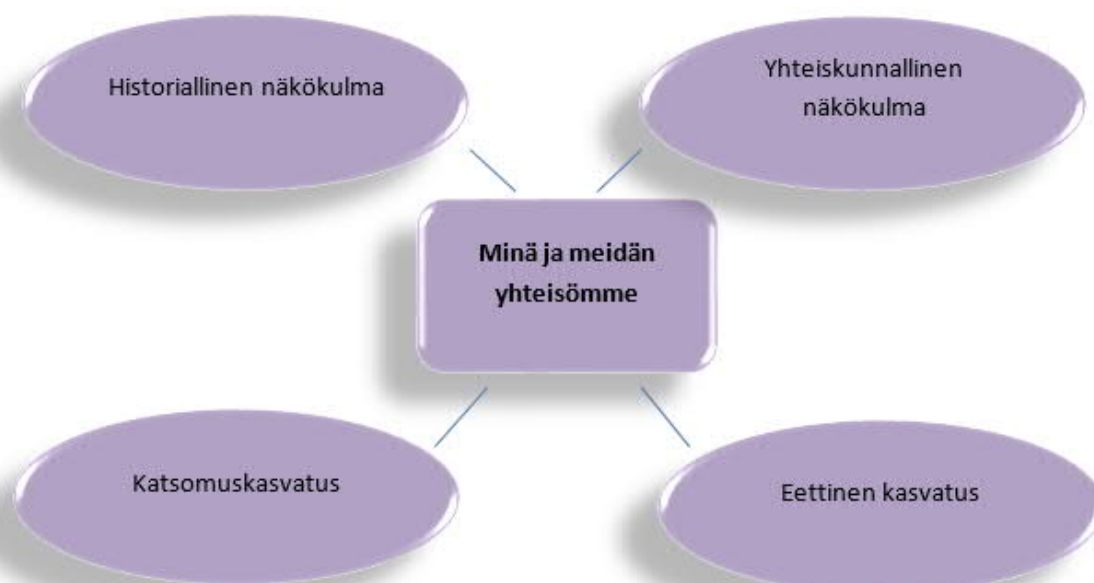 Historiallinen näkökulma
Yhteiskunnallinen
näkökulma
Minä ja meidän
yhteisömme
Katsomuskasvatus
Eettinen kasvatus